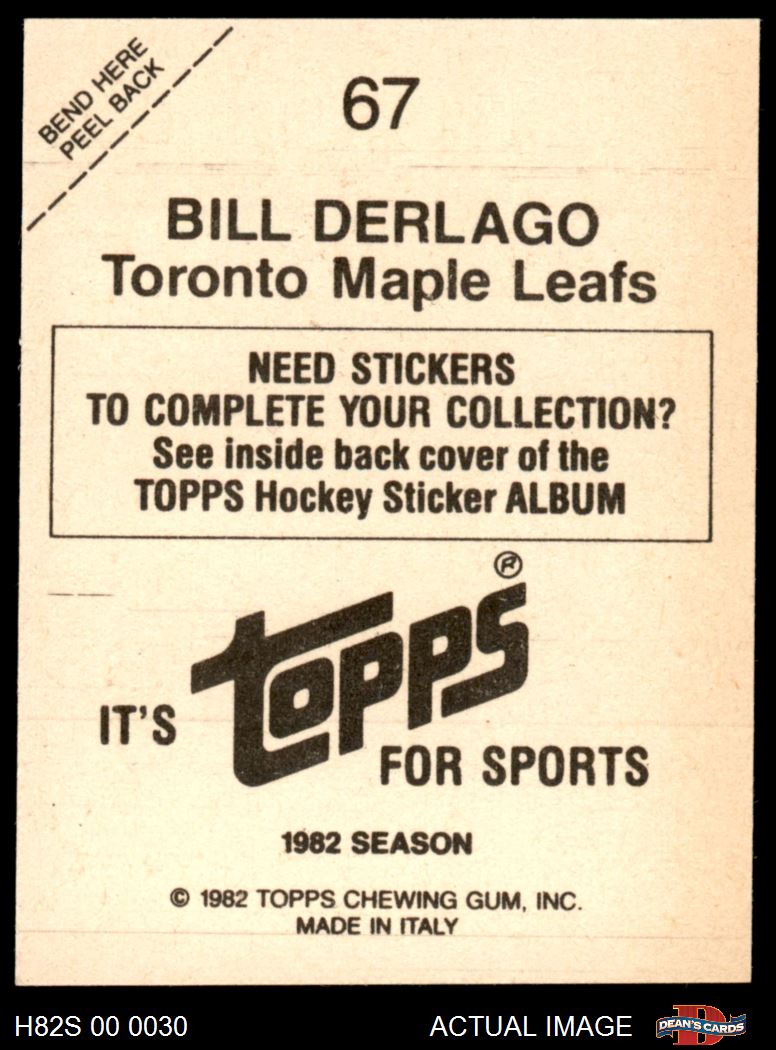 BEND HERE
PEEL BACK
67
BILL DERLAGO
Toronto Maple Leafs
NEED STICKERS
TO COMPLETE YOUR COLLECTION?
See inside back cover of the
TOPPS Hockey Sticker ALBUM
IT'S topps® FOR SPORTS
1982 SEASON
© 1982 TOPPS CHEWING GUM, INC.
MADE IN ITALY
H82S 00 0030 ACTUAL IMAGE D DEAN'S CARDS